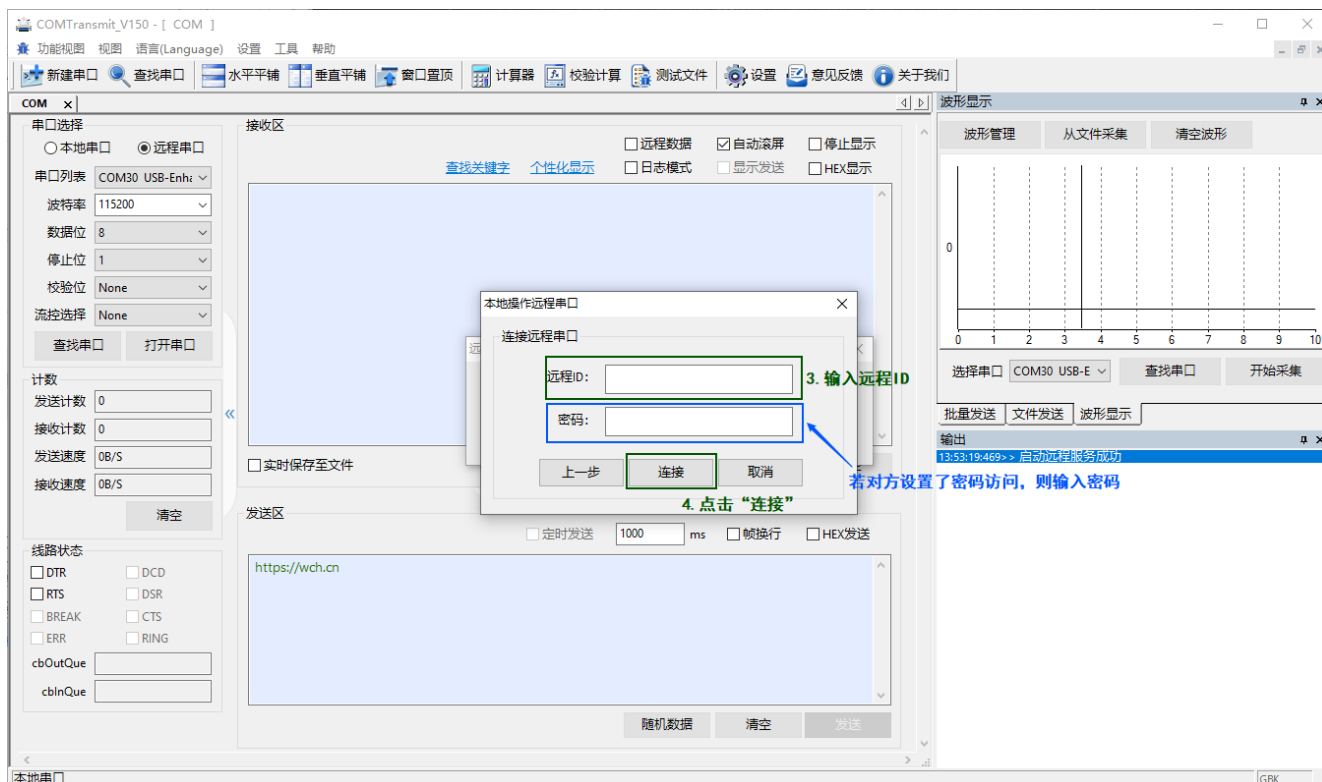 COMTransmit_V150 - [ COM ]
功能视图 视图 语言(Language) 设置 工具 帮助
新建串口 查找串口 水平平铺 垂直平铺 窗口置顶 计算器 校验计算 测试文件 设置 意见反馈 关于我们
COM x
串口选择
本地串口 远程串口
串口列表 COM30 USB-Enha
波特率 115200
数据位 8
停止位 1
校验位 None
流控选择 None
查找串口 打开串口
计数
发送计数 0
接收计数 0
发送速度 0B/S
接收速度 0B/S
清空
线路状态
DTR DCD
RTS DSR
BREAK CTS
ERR RING
cbOutQue
cbInQue
接收区
远程数据 自动滚屏 停止显示
查找关键字 个性化显示 日志模式 显示发送 HEX显示
远
本地操作远程串口
连接远程串口
远程ID:
3. 输入远程ID
密码:
上一步 连接 取消
若对方设置了密码访问，则输入密码
4. 点击“连接”
实时保存至文件
发送区
定时发送 1000 ms 帧换行 HEX发送
https://wch.cn
随机数据 清空 发送
波形显示
波形管理 从文件采集 清空波形
0
0 1 2 3 4 5 6 7 8 9 10
选择串口 COM30 USB-E 查找串口 开始采集
批量发送 文件发送 波形显示
输出
13:53:19:469>> 启动远程服务成功
本地串口
GBK